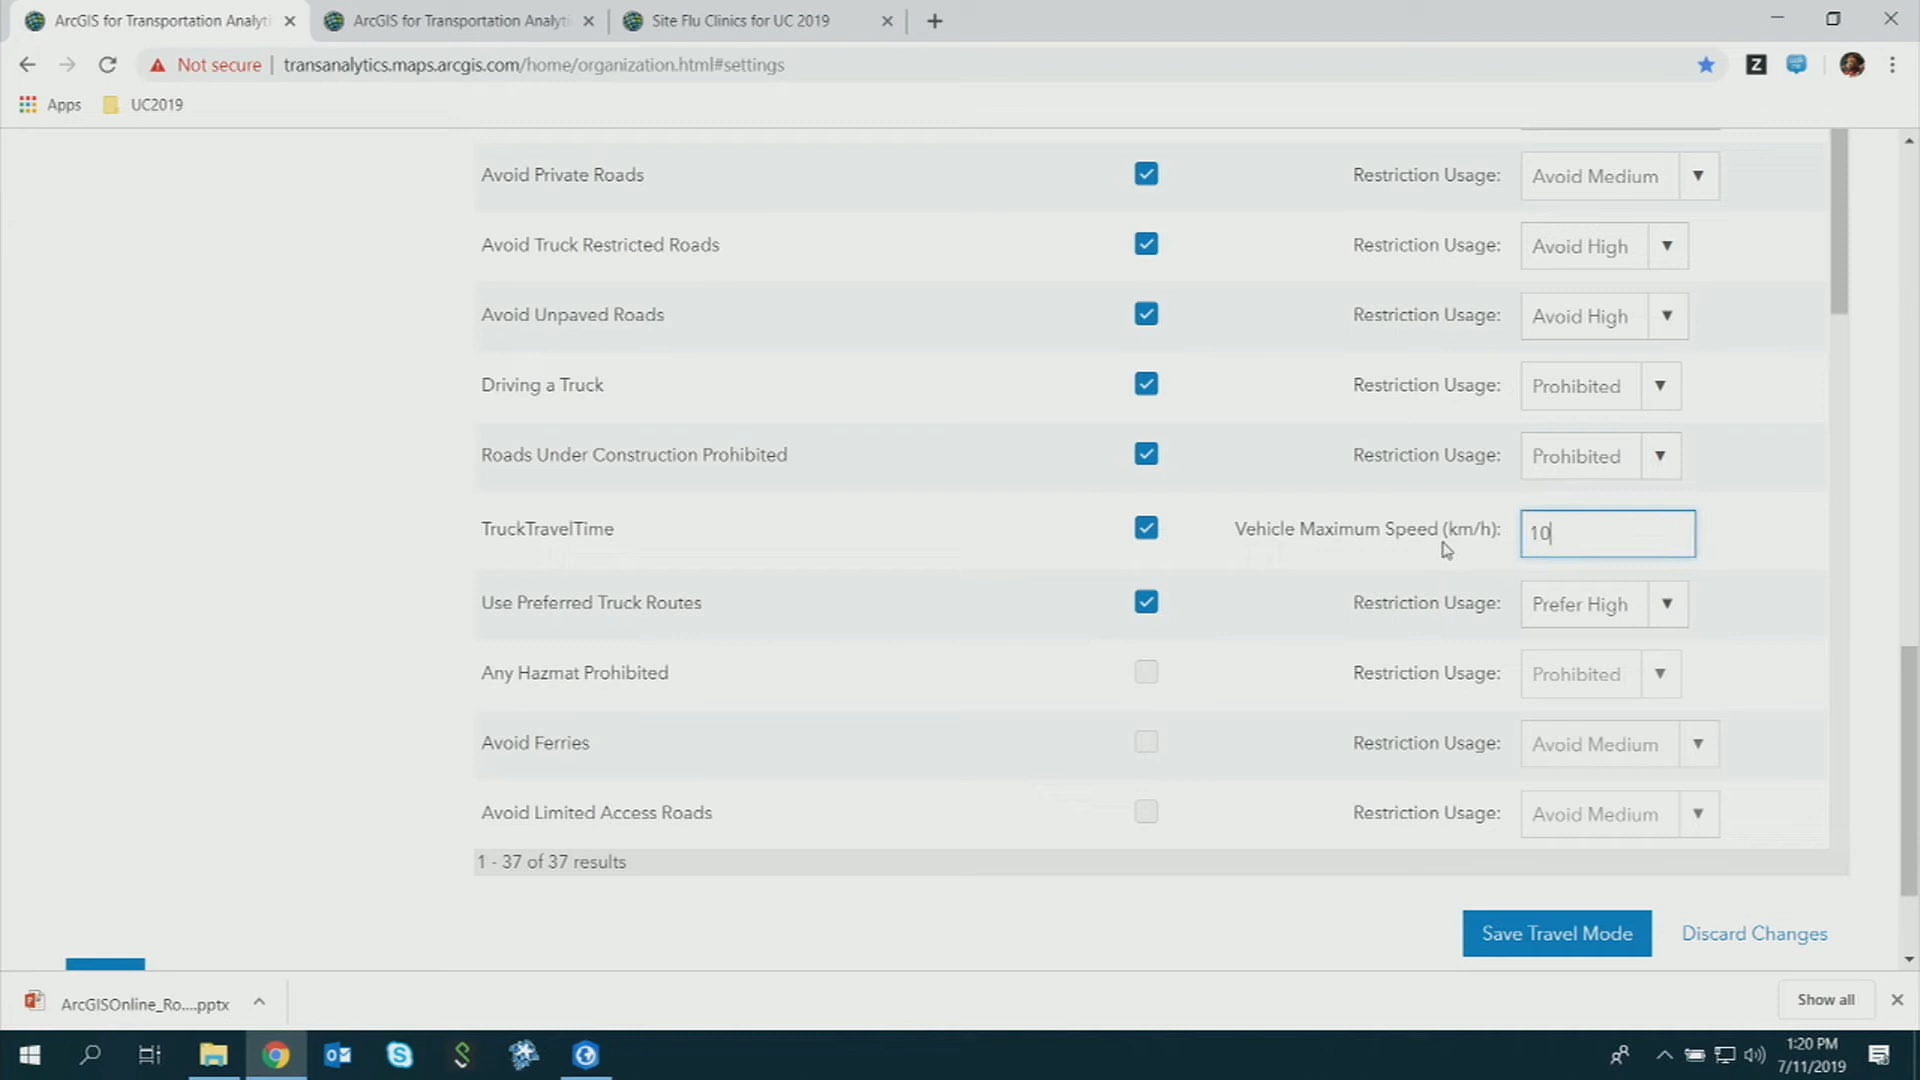 ArcGIS for Transportation Analyti
ArcGIS for Transportation Analyti
Site Flu Clinics for UC 2019
Not secure
transanalytics.maps.arcgis.com/home/organization.html#settings
Apps
UC2019
Avoid Private Roads Restriction Usage: Avoid Medium
Avoid Truck Restricted Roads Restriction Usage: Avoid High
Avoid Unpaved Roads Restriction Usage: Avoid High
Driving a Truck Restriction Usage: Prohibited
Roads Under Construction Prohibited Restriction Usage: Prohibited
TruckTravelTime Vehicle Maximum Speed (km/h): 10
Use Preferred Truck Routes Restriction Usage: Prefer High
Any Hazmat Prohibited Restriction Usage: Prohibited
Avoid Ferries Restriction Usage: Avoid Medium
Avoid Limited Access Roads Restriction Usage: Avoid Medium
1 - 37 of 37 results
Save Travel Mode Discard Changes
ArcGISOnline_Ro....pptx
Show all
1:20 PM
7/11/2019